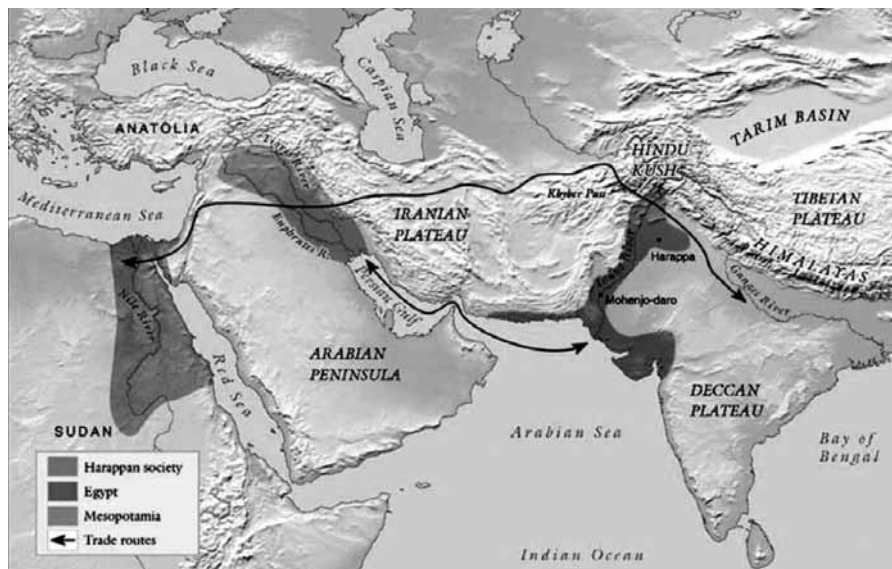 Black Sea
Caspian Sea
ANATOLIA
Tigris River
Mediterranean Sea
Euphrates R.
IRANIAN
PLATEAU
Khyber Pass
HINDU
KUSH
TARIM BASIN
TIBETAN
PLATEAU
HIMALAYAS
Harappa
Indus River
Mohenjo-daro
Ganges River
Persian Gulf
Nile River
Red Sea
ARABIAN
PENINSULA
DECCAN
PLATEAU
SUDAN
Arabian Sea
Bay of
Bengal
Indian Ocean
Harappan society
Egypt
Mesopotamia
Trade routes